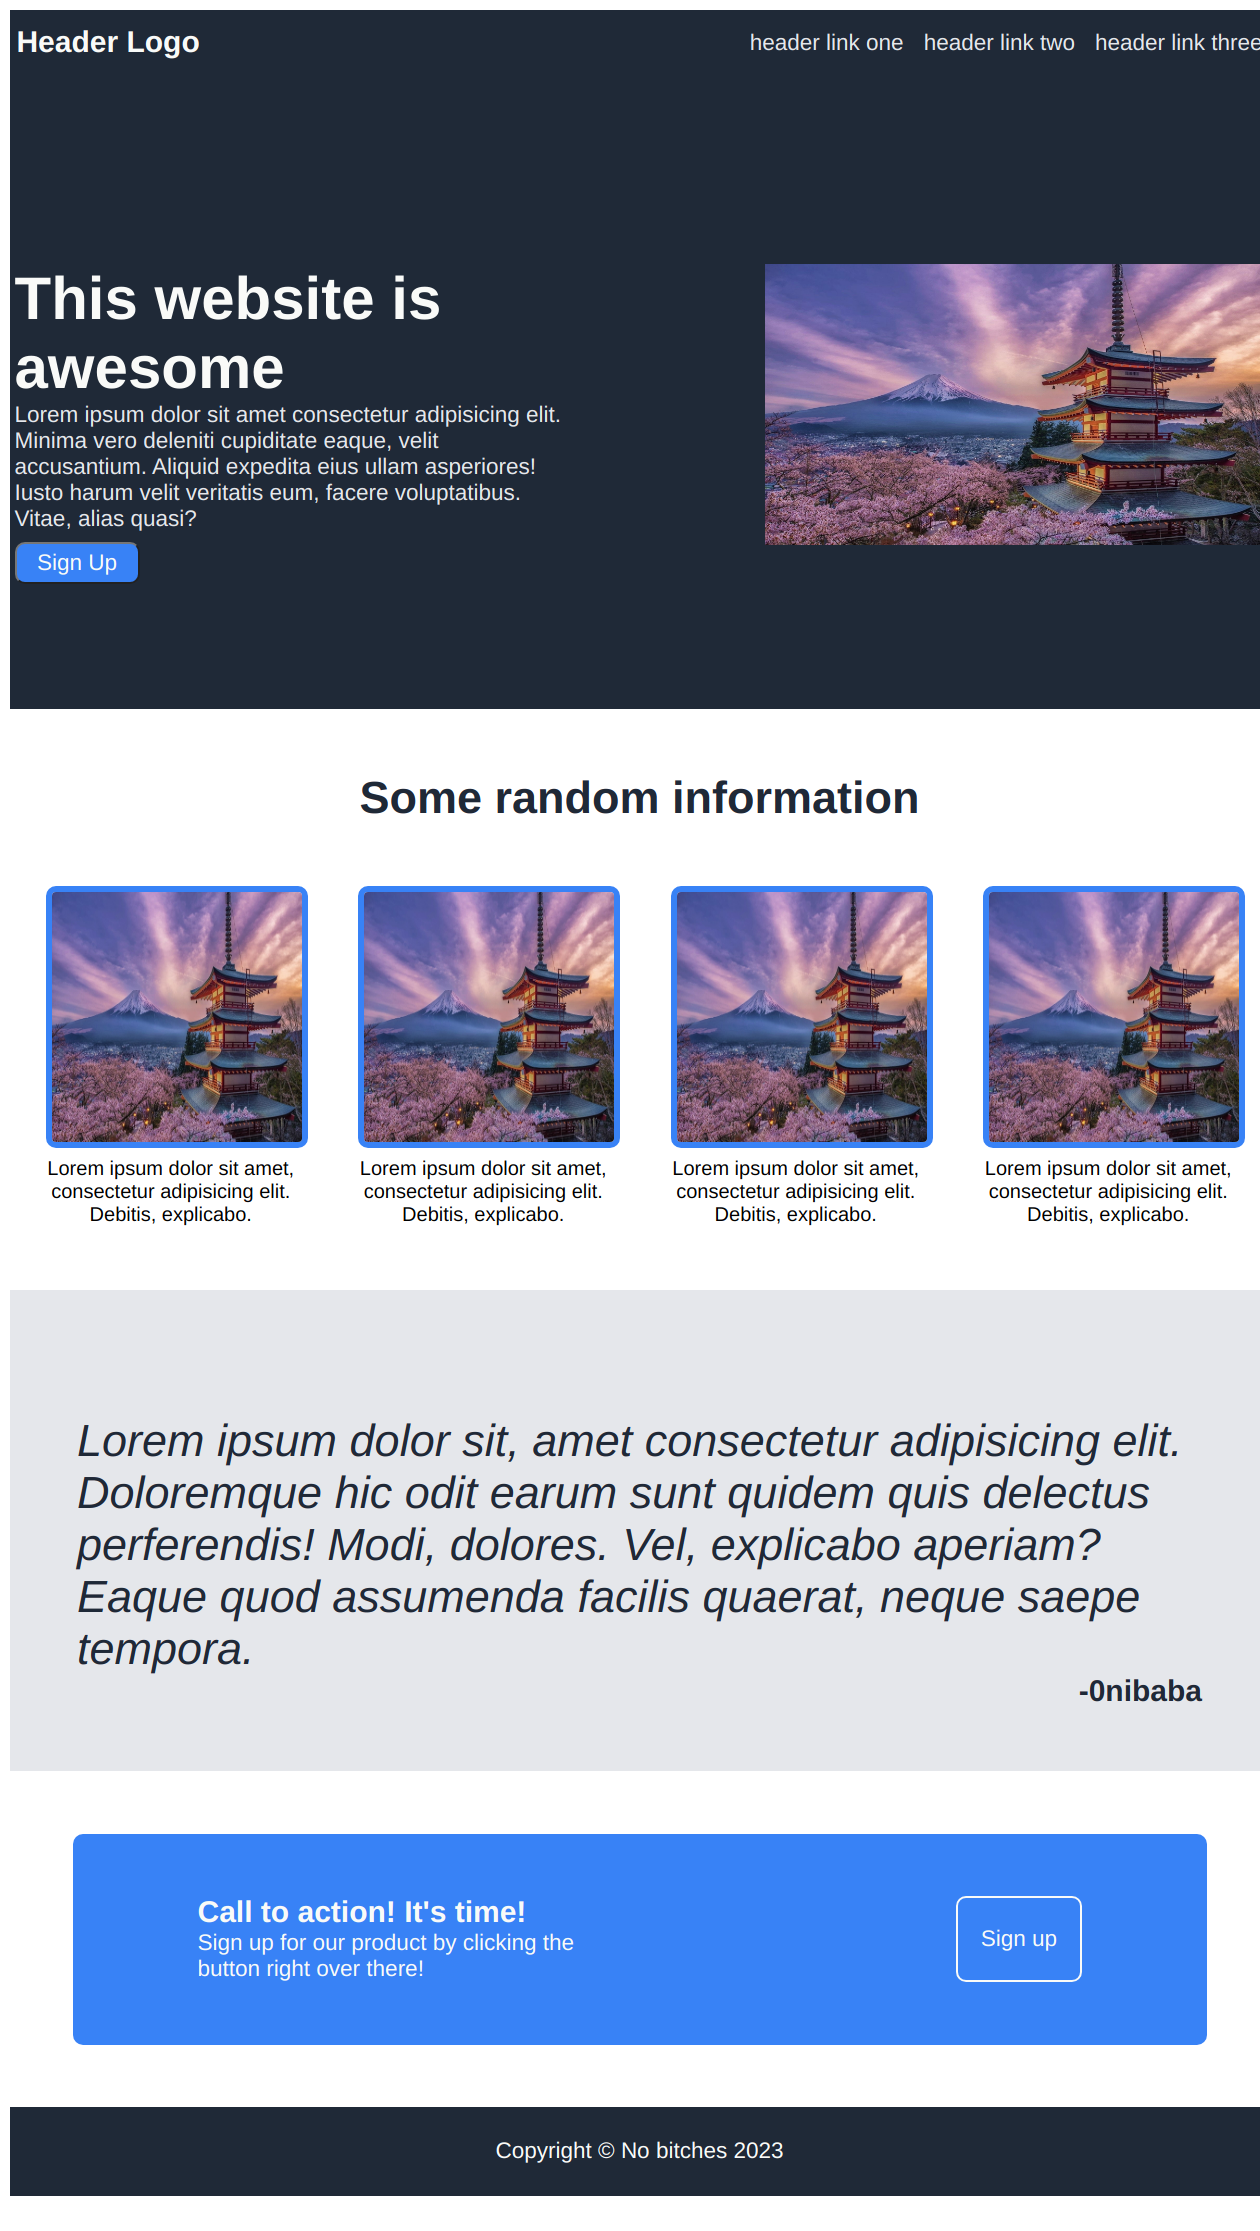 Header Logo
header link one header link two header link three
This website is
awesome
Lorem ipsum dolor sit amet consectetur adipisicing elit.
Minima vero deleniti cupiditate eaque, velit
accusantium. Aliquid expedita eius ullam asperiores!
Iusto harum velit veritatis eum, facere voluptatibus.
Vitae, alias quasi?
Sign Up
Some random information
Lorem ipsum dolor sit amet,
consectetur adipisicing elit.
Debitis, explicabo.
Lorem ipsum dolor sit amet,
consectetur adipisicing elit.
Debitis, explicabo.
Lorem ipsum dolor sit amet,
consectetur adipisicing elit.
Debitis, explicabo.
Lorem ipsum dolor sit amet,
consectetur adipisicing elit.
Debitis, explicabo.
Lorem ipsum dolor sit, amet consectetur adipisicing elit.
Doloremque hic odit earum sunt quidem quis delectus
perferendis! Modi, dolores. Vel, explicabo aperiam?
Eaque quod assumenda facilis quaerat, neque saepe
tempora.
-0nibaba
Call to action! It's time!
Sign up for our product by clicking the
button right over there!
Sign up
Copyright © No bitches 2023